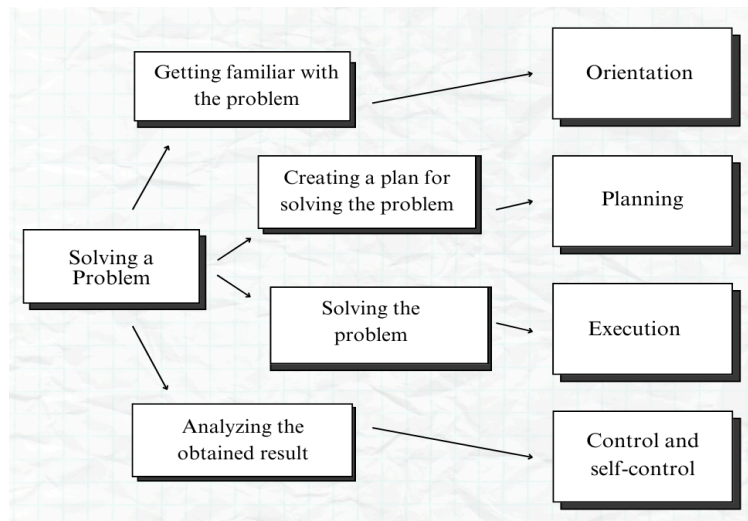 Getting familiar with
the problem
Orientation
Creating a plan for
solving the problem
Planning
Solving a
Problem
Solving the
problem
Execution
Analyzing the
obtained result
Control and
self-control